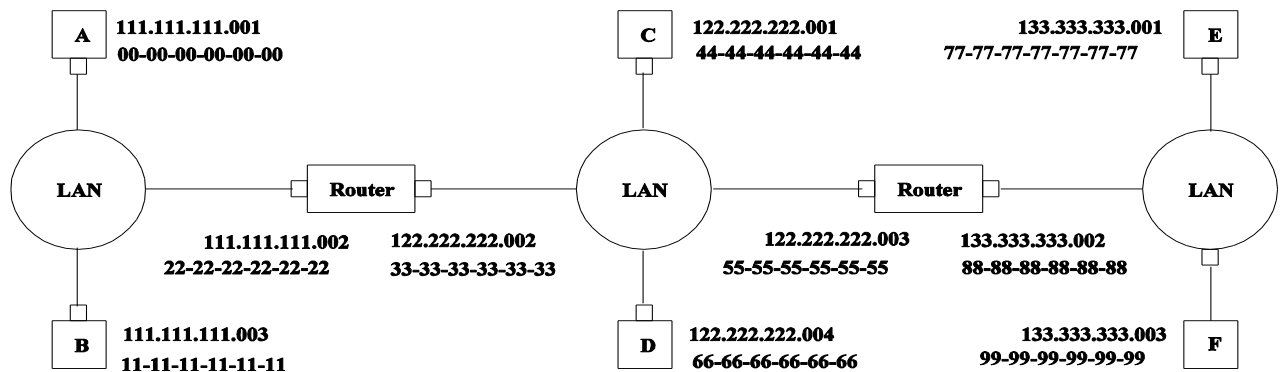 A 111.111.111.001
00-00-00-00-00-00
C 122.222.222.001
44-44-44-44-44-44
133.333.333.001 E
77-77-77-77-77-77-77
LAN
Router
LAN
Router
LAN
111.111.111.002
22-22-22-22-22-22
122.222.222.002
33-33-33-33-33-33
122.222.222.003
55-55-55-55-55-55
133.333.333.002
88-88-88-88-88-88
B 111.111.111.003
11-11-11-11-11-11
D 122.222.222.004
66-66-66-66-66-66
133.333.333.003 F
99-99-99-99-99-99